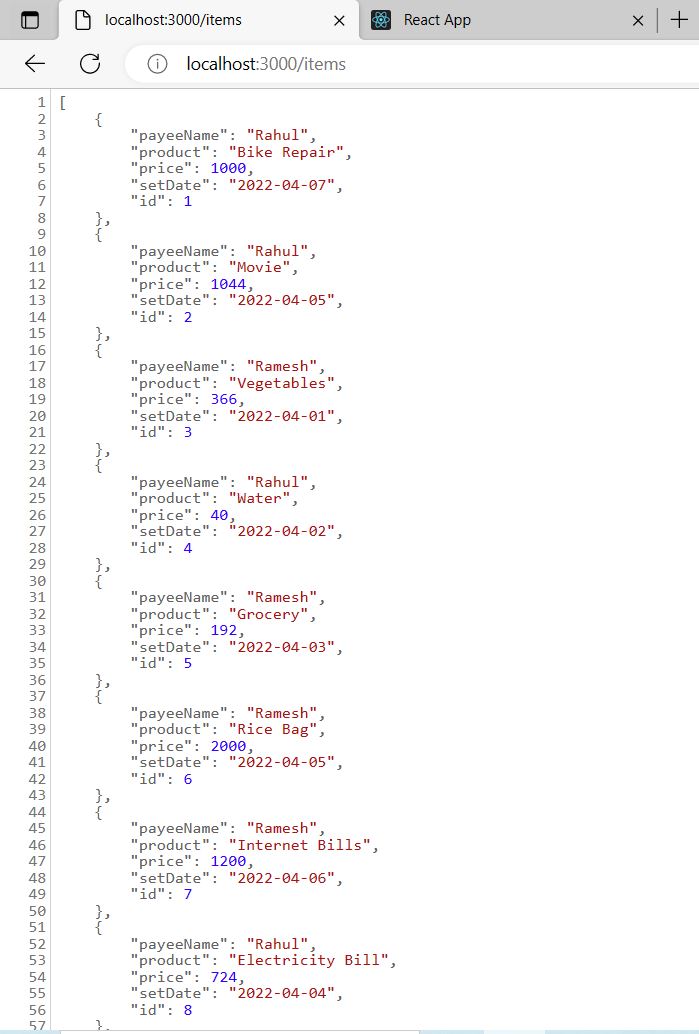 localhost:3000/items
React App
localhost:3000/items
1 [
2     {
3         "payeeName": "Rahul",
4         "product": "Bike Repair",
5         "price": 1000,
6         "setDate": "2022-04-07",
7         "id": 1
8     },
9     {
10         "payeeName": "Rahul",
11         "product": "Movie",
12         "price": 1044,
13         "setDate": "2022-04-05",
14         "id": 2
15     },
16     {
17         "payeeName": "Ramesh",
18         "product": "Vegetables",
19         "price": 366,
20         "setDate": "2022-04-01",
21         "id": 3
22     },
23     {
24         "payeeName": "Rahul",
25         "product": "Water",
26         "price": 40,
27         "setDate": "2022-04-02",
28         "id": 4
29     },
30     {
31         "payeeName": "Ramesh",
32         "product": "Grocery",
33         "price": 192,
34         "setDate": "2022-04-03",
35         "id": 5
36     },
37     {
38         "payeeName": "Ramesh",
39         "product": "Rice Bag",
40         "price": 2000,
41         "setDate": "2022-04-05",
42         "id": 6
43     },
44     {
45         "payeeName": "Ramesh",
46         "product": "Internet Bills",
47         "price": 1200,
48         "setDate": "2022-04-06",
49         "id": 7
50     },
51     {
52         "payeeName": "Rahul",
53         "product": "Electricity Bill",
54         "price": 724,
55         "setDate": "2022-04-04",
56         "id": 8
57     },